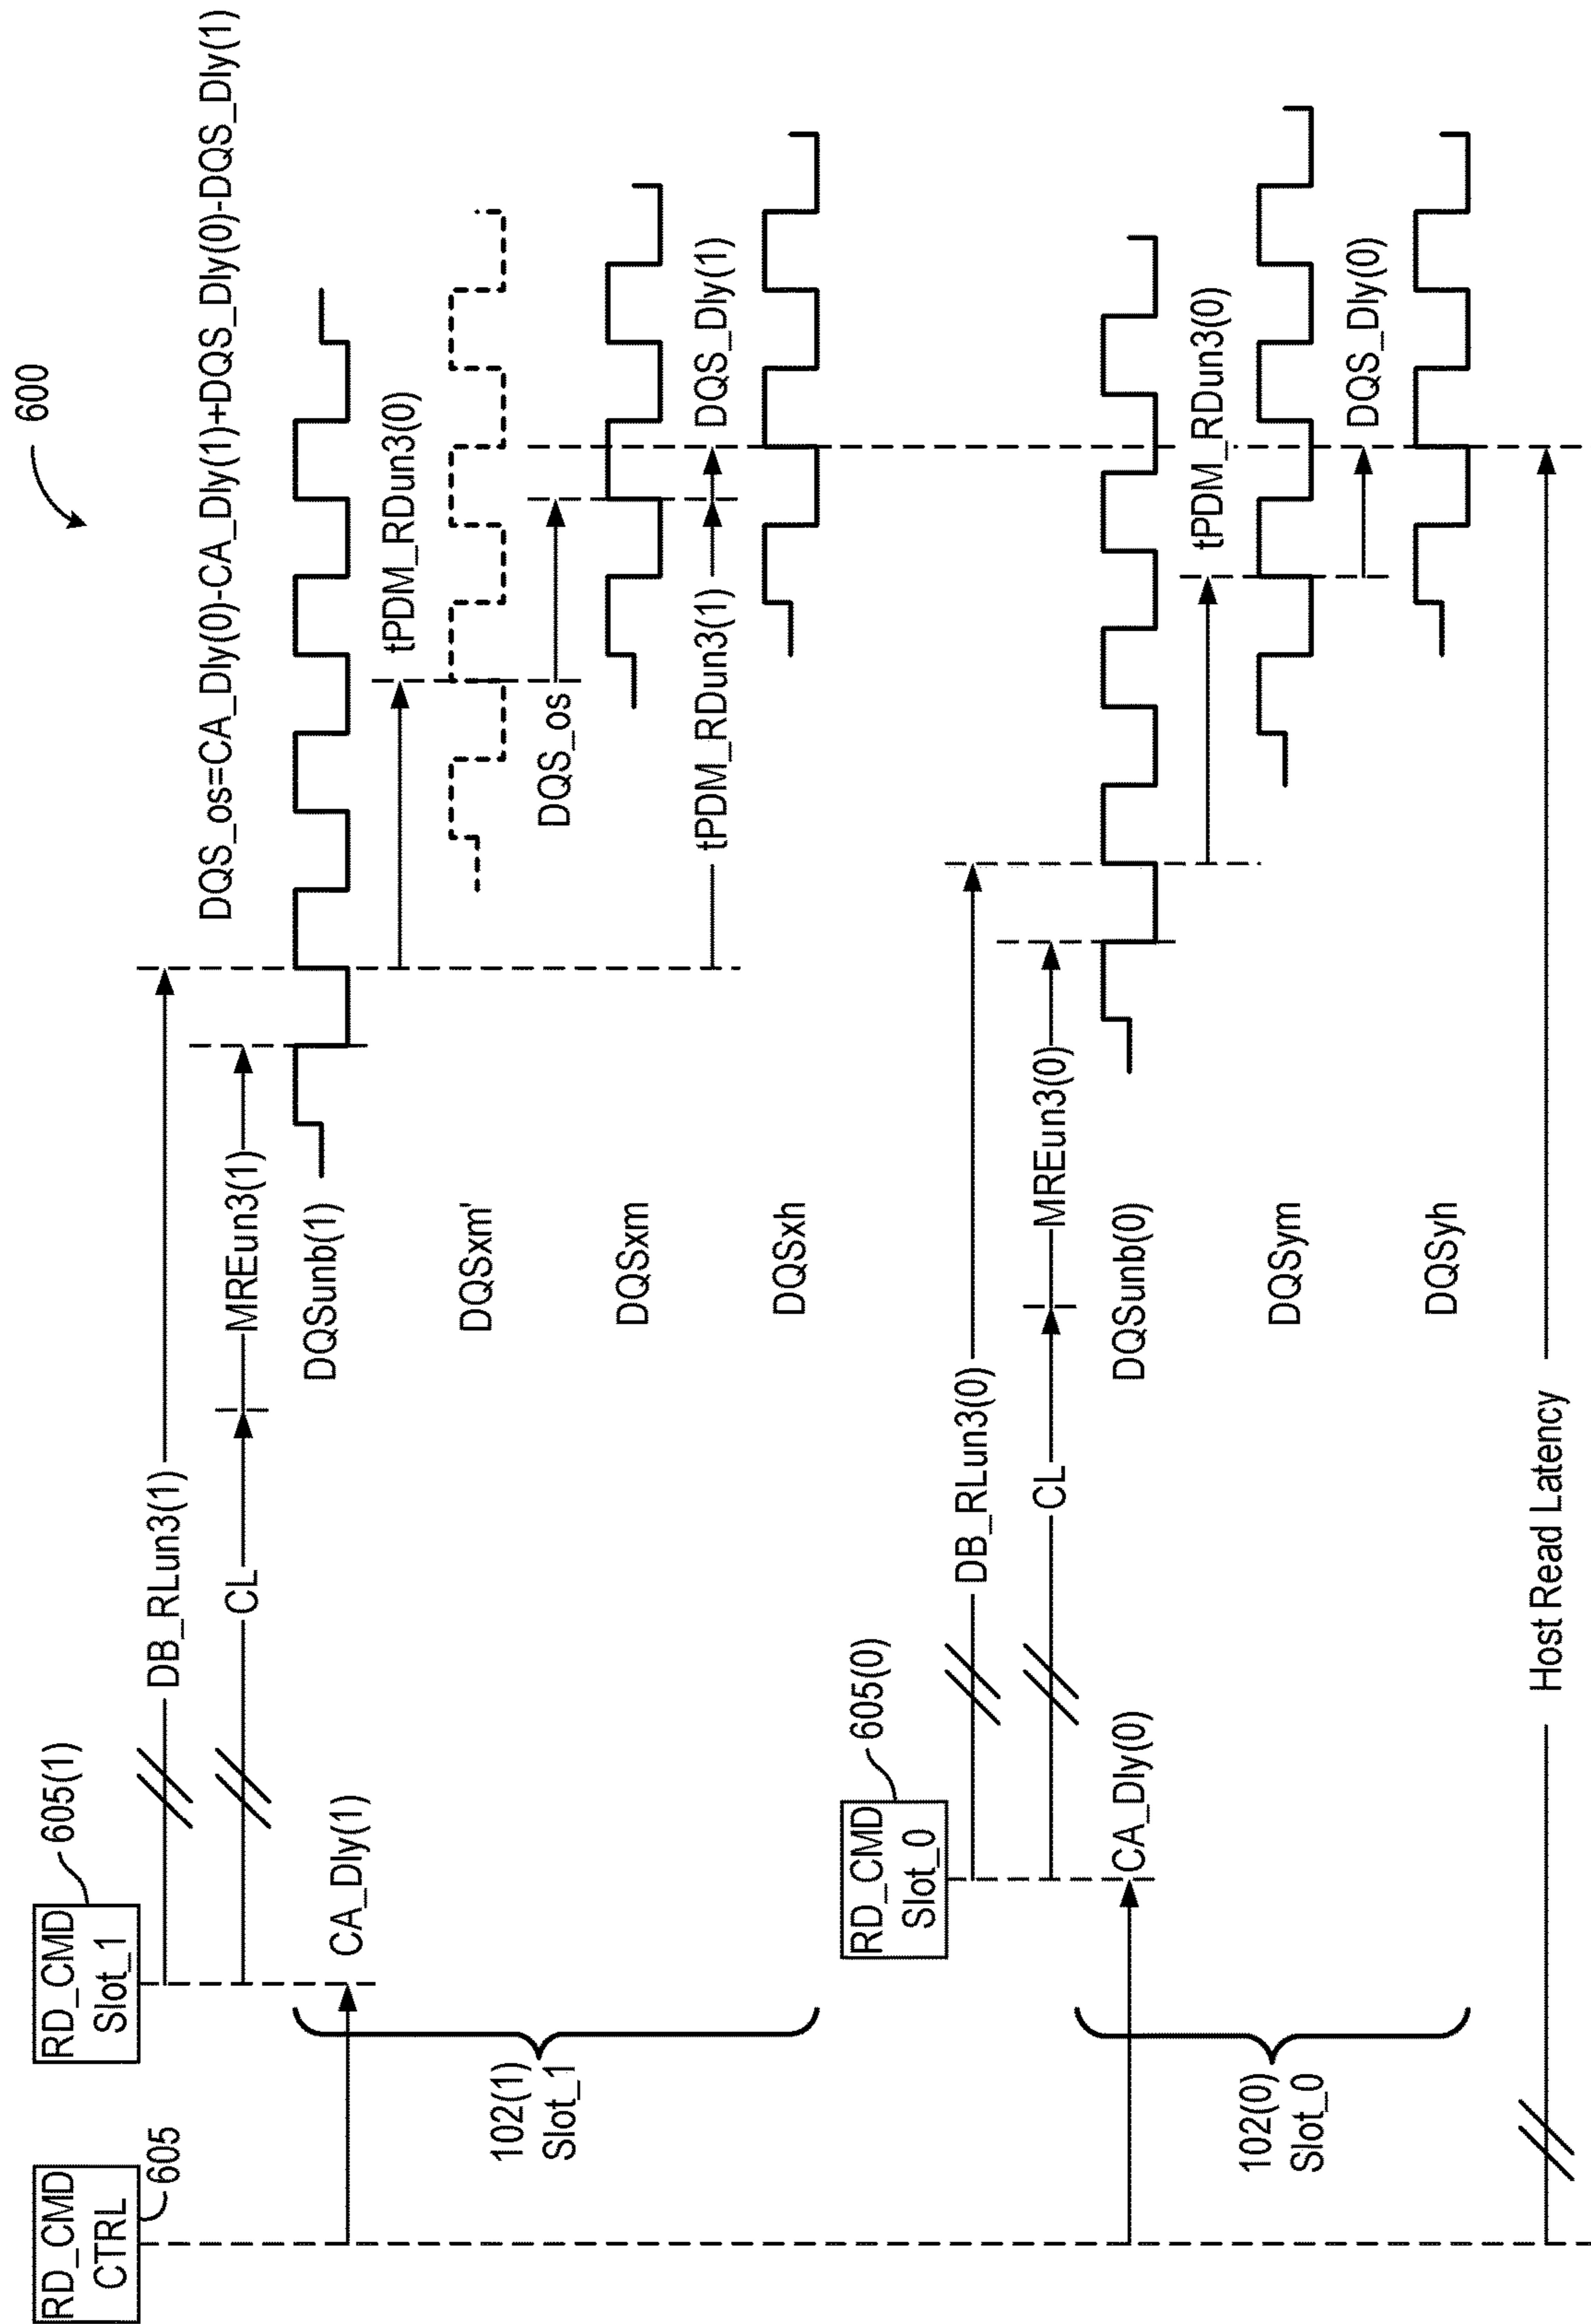 600
RD_CMD
CTRL
605
RD_CMD
Slot_1
605(1)
DB_RLun3(1)
DQS_os=CA_Dly(0)-CA_Dly(1)+DQS_Dly(0)-DQS_Dly(1)
CL
MREun3(1)
CA_Dly(1)
DQSunb(1)
tPDM_RDun3(0)
102(1)
Slot_1
DQSxm'
DQS_os
DQSxm
tPDM_RDun3(1)
DQS_Dly(1)
DQSxh
RD_CMD
Slot_0
605(0)
DB_RLun3(0)
CL
MREun3(0)
CA_Dly(0)
DQSunb(0)
tPDM_RDun3(0)
102(0)
Slot_0
DQSym
DQS_Dly(0)
DQSyh
Host Read Latency